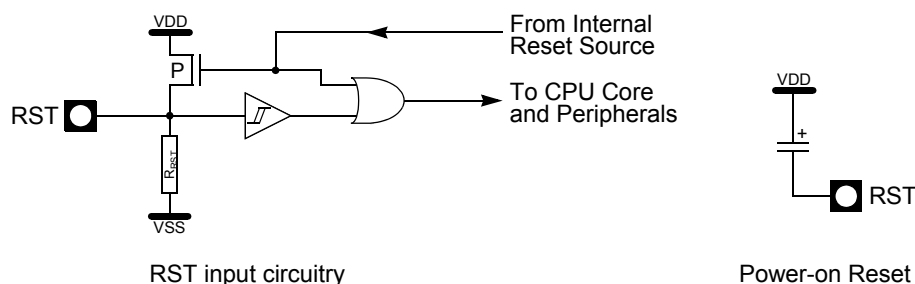 VDD
From Internal
Reset Source
P
To CPU Core
and Peripherals
RST
RRST
VSS
RST input circuitry
VDD
+
RST
Power-on Reset